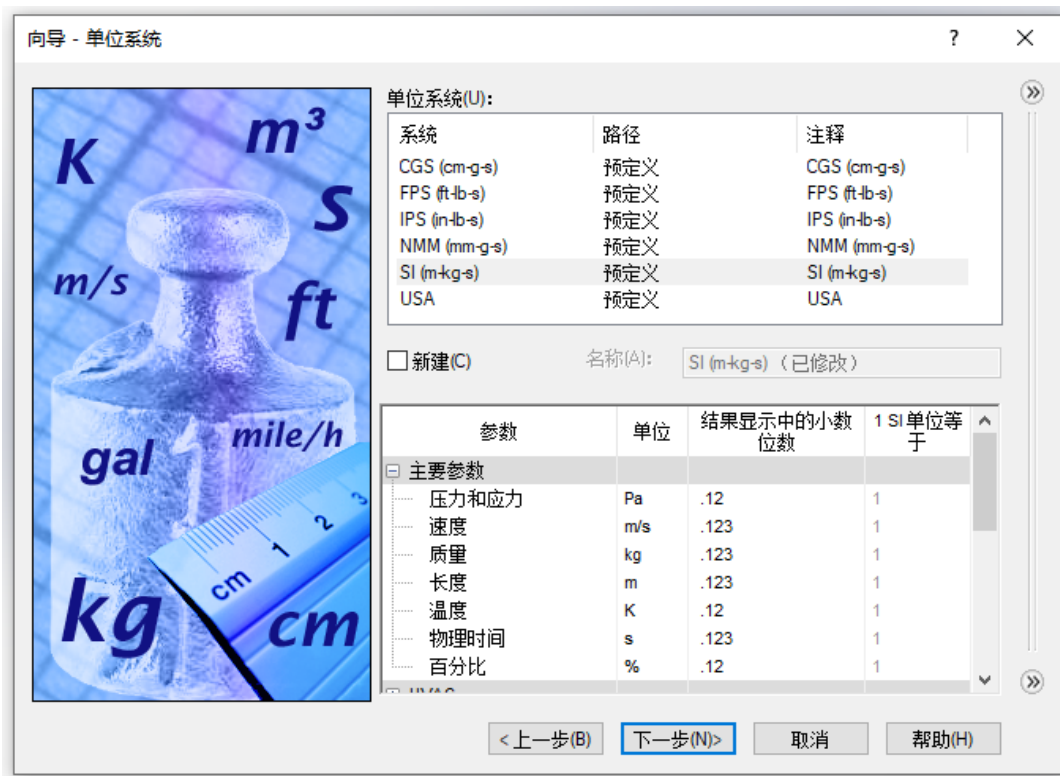 向导 - 单位系统
?
K
m³
s
m/s
ft
gal
mile/h
1
1 2 3
cm
kg
cm
单位系统(U):
系统 路径 注释
CGS (cm-g-s) 预定义 CGS (cm-g-s)
FPS (ft-lb-s) 预定义 FPS (ft-lb-s)
IPS (in-lb-s) 预定义 IPS (in-lb-s)
NMM (mm-g-s) 预定义 NMM (mm-g-s)
SI (m-kg-s) 预定义 SI (m-kg-s)
USA 预定义 USA
新建(C) 名称(A): SI (m-kg-s) (已修改)
参数 单位 结果显示中的小数位数 1 SI 单位等于
主要参数
压力和应力 Pa .12 1
速度 m/s .123 1
质量 kg .123 1
长度 m .123 1
温度 K .12 1
物理时间 s .123 1
百分比 % .12 1
<上一步(B) 下一步(N)> 取消 帮助(H)